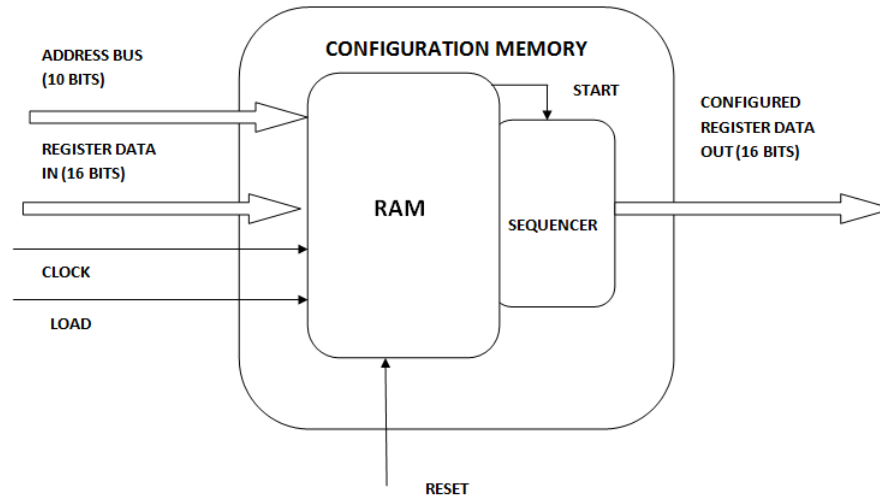 CONFIGURATION MEMORY
ADDRESS BUS
(10 BITS)
START
CONFIGURED
REGISTER DATA
OUT (16 BITS)
REGISTER DATA
IN (16 BITS)
RAM
SEQUENCER
CLOCK
LOAD
RESET